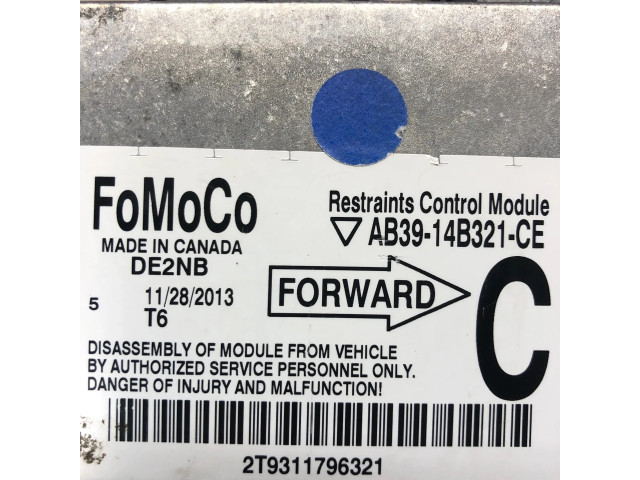 FoMoCo
MADE IN CANADA
DE2NB
5 11/28/2013
T6
Restraints Control Module
AB39-14B321-CE
FORWARD
C
DISASSEMBLY OF MODULE FROM VEHICLE
BY AUTHORIZED SERVICE PERSONNEL ONLY.
DANGER OF INJURY AND MALFUNCTION!
2T9311796321